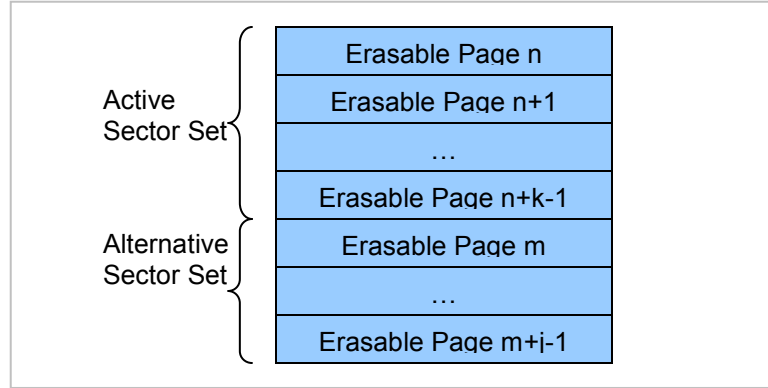 Erasable Page n
Active
Sector Set
Erasable Page n+1
…
Erasable Page n+k-1
Alternative
Sector Set
Erasable Page m
…
Erasable Page m+j-1